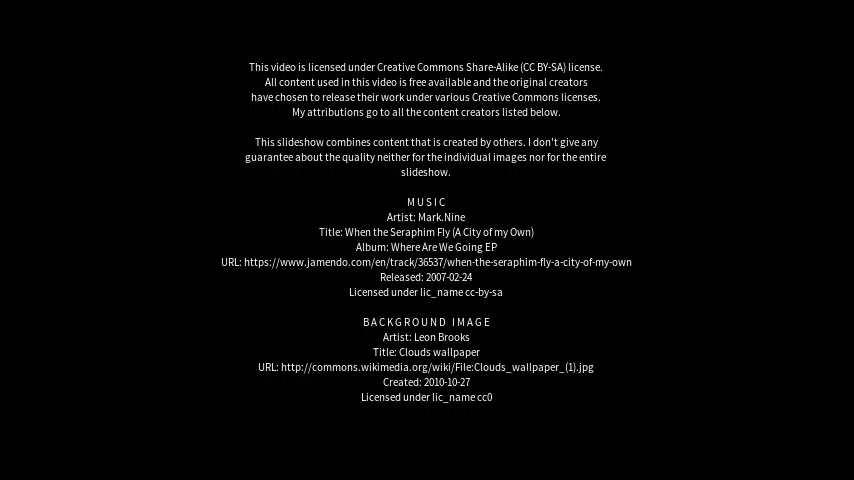 This video is licensed under Creative Commons Share-Alike (CC BY-SA) license.
All content used in this video is free available and the original creators
have chosen to release their work under various Creative Commons licenses.
My attributions go to all the content creators listed below.
This slideshow combines content that is created by others. I don't give any
guarantee about the quality neither for the individual images nor for the entire
slideshow.
MUSIC
Artist: Mark.Nine
Title: When the Seraphim Fly (A City of my Own)
Album: Where Are We Going EP
URL: https://www.jamendo.com/en/track/36537/when-the-seraphim-fly-a-city-of-my-own
Released: 2007-02-24
Licensed under lic_name cc-by-sa
BACKGROUND IMAGE
Artist: Leon Brooks
Title: Clouds wallpaper
URL: http://commons.wikimedia.org/wiki/File:Clouds_wallpaper_(1).jpg
Created: 2010-10-27
Licensed under lic_name cc0